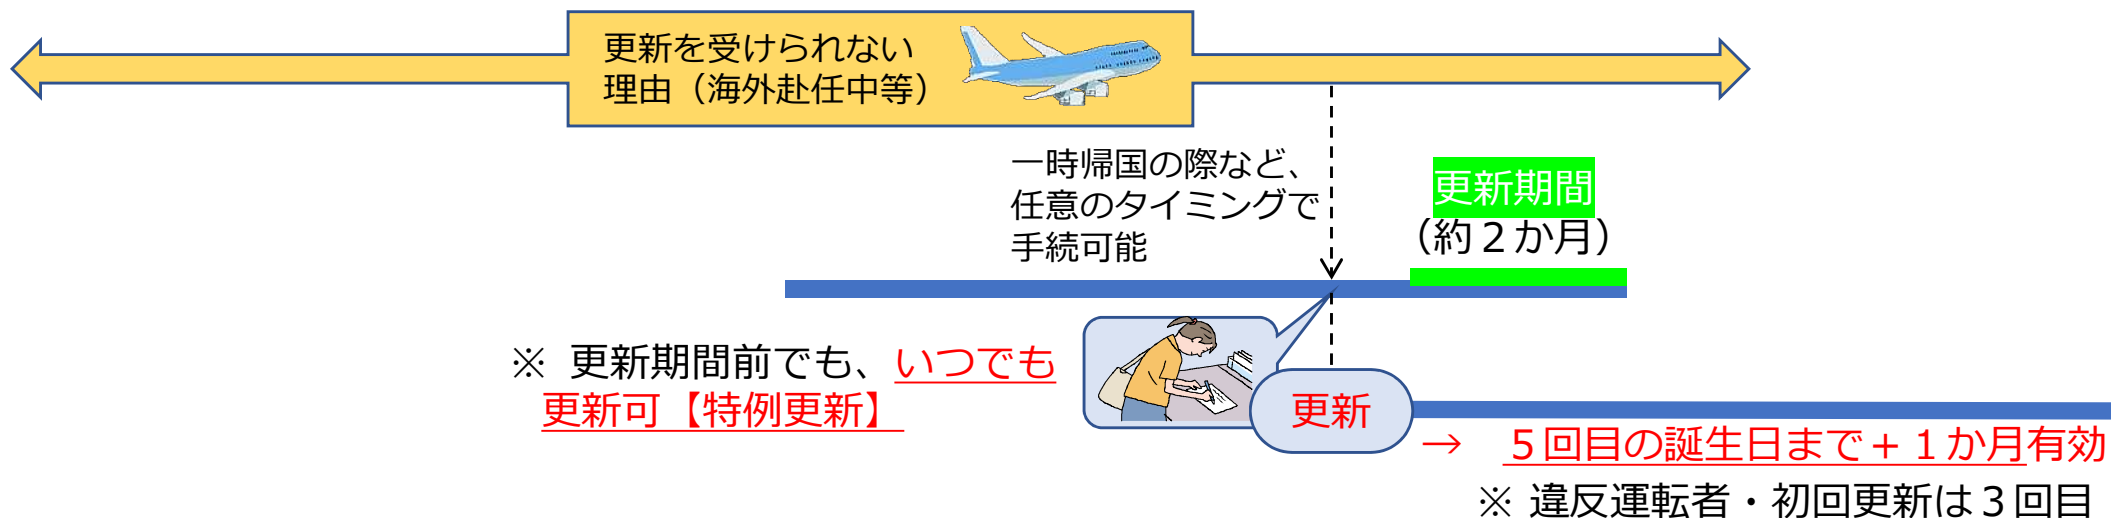 更新を受けられない
理由（海外赴任中等）
一時帰国の際など、
任意のタイミングで
手続可能
更新期間
（約２か月）
※ 更新期間前でも、いつでも
更新可【特例更新】
更新
→ ５回目の誕生日まで＋１か月有効
※ 違反運転者・初回更新は３回目